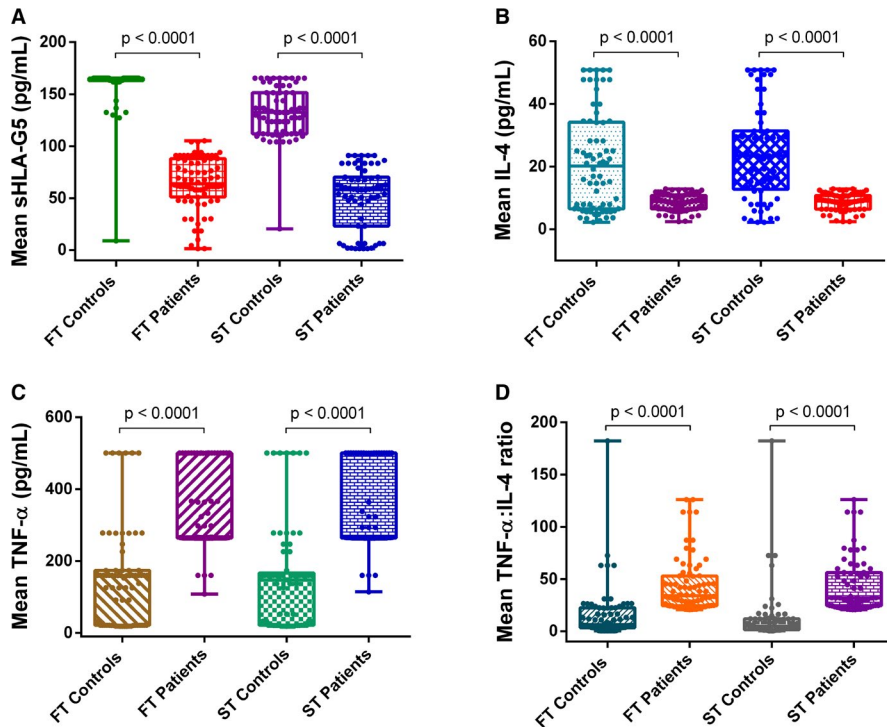 A
Mean sHLA-G5 (pg/mL)
200
150
100
50
0
p < 0.0001
p < 0.0001
FT Controls
FT Patients
ST Controls
ST Patients
B
Mean IL-4 (pg/mL)
60
40
20
0
p < 0.0001
p < 0.0001
FT Controls
FT Patients
ST Controls
ST Patients
C
Mean TNF-α (pg/mL)
600
400
200
0
p < 0.0001
p < 0.0001
FT Controls
FT Patients
ST Controls
ST Patients
D
Mean TNF-α:IL-4 ratio
200
150
100
50
0
p < 0.0001
p < 0.0001
FT Controls
FT Patients
ST Controls
ST Patients